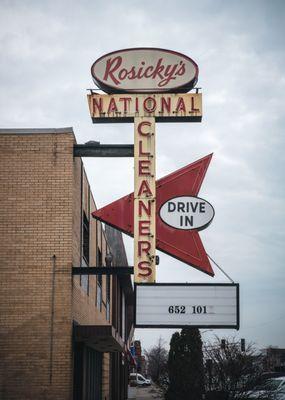 Rosicky's
NATIONAL
CLEANERS
DRIVE
IN
652 101